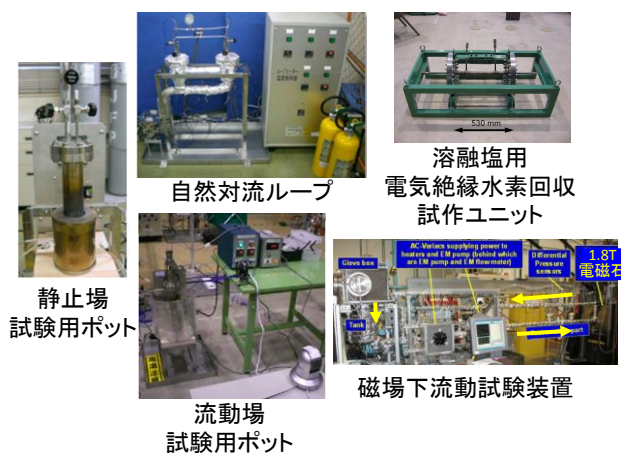 自然対流ループ
530 mm
溶融塩用
電気絶縁水素回収
試作ユニット
静止場
試験用ポット
流動場
試験用ポット
AC-Variacs supplying power to
heaters and EM pump (behind which
are EM pump and EM flow meter)
Differential
Pressure
sensors
1.8T
電磁石
Glove box
Tank
磁場下流動試験装置